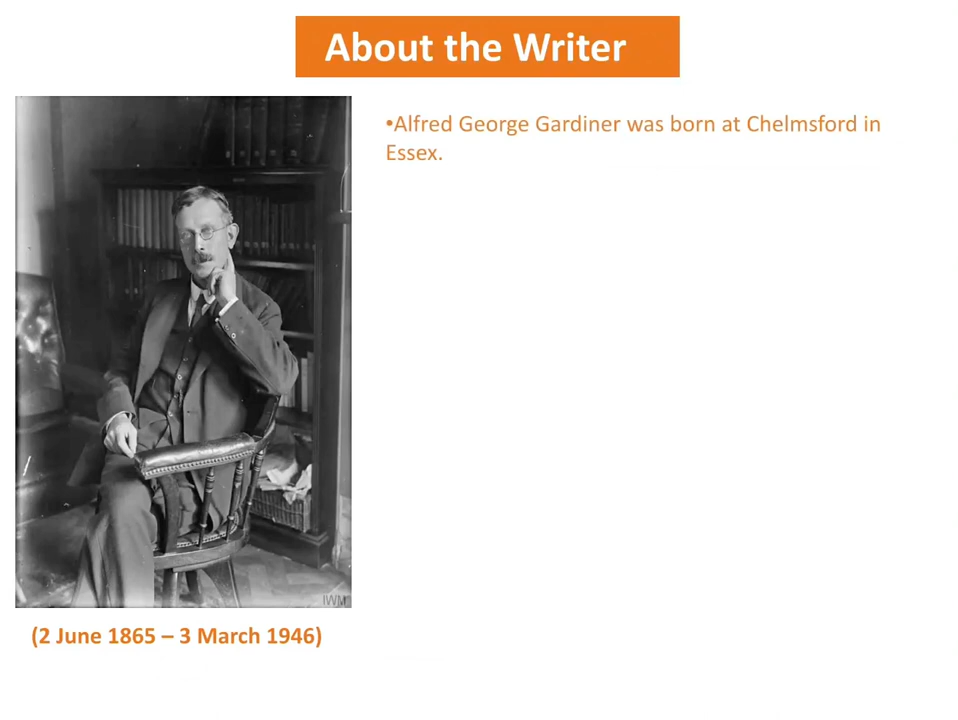 About the Writer
•Alfred George Gardiner was born at Chelmsford in
Essex.
IWM
(2 June 1865 – 3 March 1946)